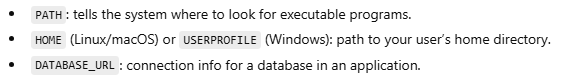 • PATH: tells the system where to look for executable programs.
• HOME (Linux/macOS) or USERPROFILE (Windows): path to your user’s home directory.
• DATABASE_URL: connection info for a database in an application.